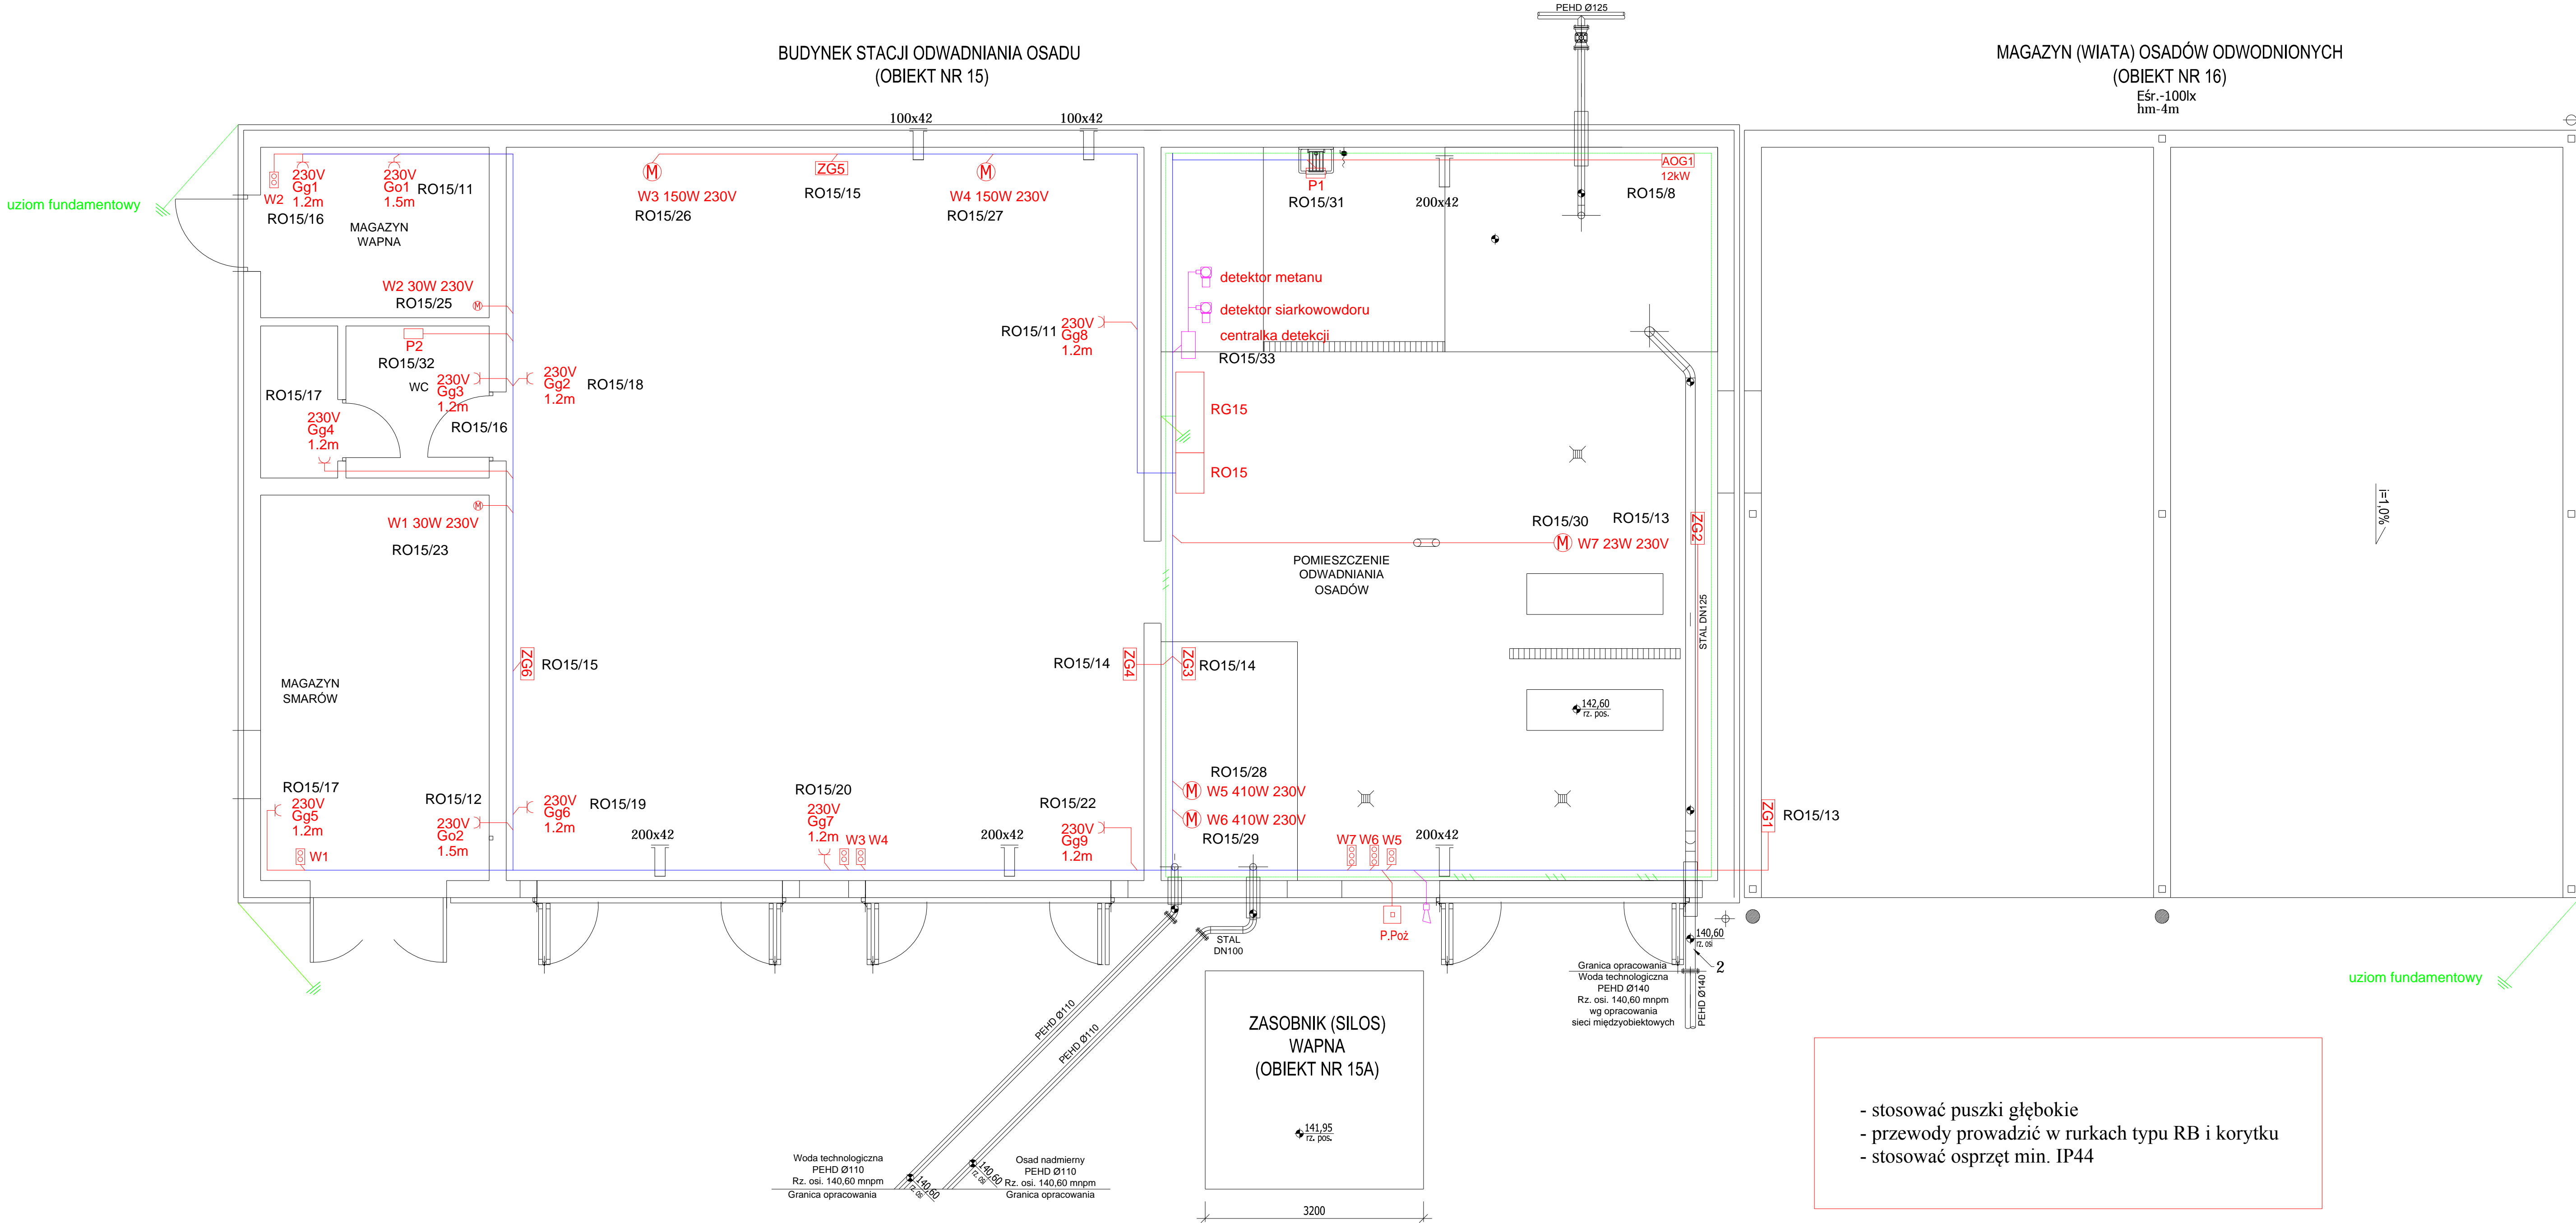 PEHD Ø125
BUDYNEK STACJI ODWADNIANIA OSADU
(OBIEKT NR 15)
MAGAZYN (WIATA) OSADÓW ODWODNIONYCH
(OBIEKT NR 16)
Eśr.-100lx
hm-4m
100x42
100x42
uziom fundamentowy
W2
230V
Gg1
1.2m
RO15/16
230V
Go1
1.5m
RO15/11
MAGAZYN
WAPNA
M
W3 150W 230V
RO15/26
ZG5
RO15/15
M
W4 150W 230V
RO15/27
P1
RO15/31
200x42
AOG1
12kW
RO15/8
W2 30W 230V
RO15/25
M
detektor metanu
detektor siarkowowdoru
centralka detekcji
RO15/33
RO15/11
230V
Gg8
1.2m
P2
RO15/32
WC
230V
Gg3
1.2m
230V
Gg2
1.2m
RO15/18
RO15/17
230V
Gg4
1.2m
RO15/16
RG15
RO15
M
W1 30W 230V
RO15/23
RO15/30
RO15/13
M
W7 23W 230V
ZG2
i=1,0%
POMIESZCZENIE
ODWADNIANIA
OSADÓW
STAL DN125
ZG6
RO15/15
RO15/14
ZG4
ZG3
RO15/14
MAGAZYN
SMARÓW
142,60
rz. pos.
RO15/17
230V
Gg5
1.2m
W1
RO15/12
230V
Go2
1.5m
230V
Gg6
1.2m
RO15/19
200x42
RO15/20
230V
Gg7
1.2m
W3 W4
200x42
RO15/22
230V
Gg9
1.2m
RO15/28
M
W5 410W 230V
M
W6 410W 230V
RO15/29
W7 W6 W5
200x42
ZG1
RO15/13
P.Poż
STAL
DN100
140,60
rz. osi
2
Granica opracowania
Woda technologiczna
PEHD Ø140
Rz. osi. 140,60 mnpm
wg opracowania
sieci międzyobiektowych
PEHD Ø140
uziom fundamentowy
PEHD Ø110
PEHD Ø110
ZASOBNIK (SILOS)
WAPNA
(OBIEKT NR 15A)
141,95
rz. pos.
Woda technologiczna
PEHD Ø110
Rz. osi. 140,60 mnpm
Granica opracowania
140,60
rz. osi
Osad nadmierny
PEHD Ø110
Rz. osi. 140,60 mnpm
Granica opracowania
140,60
rz. osi
3200
- stosować puszki głębokie
- przewody prowadzić w rurkach typu RB i korytku
- stosować osprzęt min. IP44